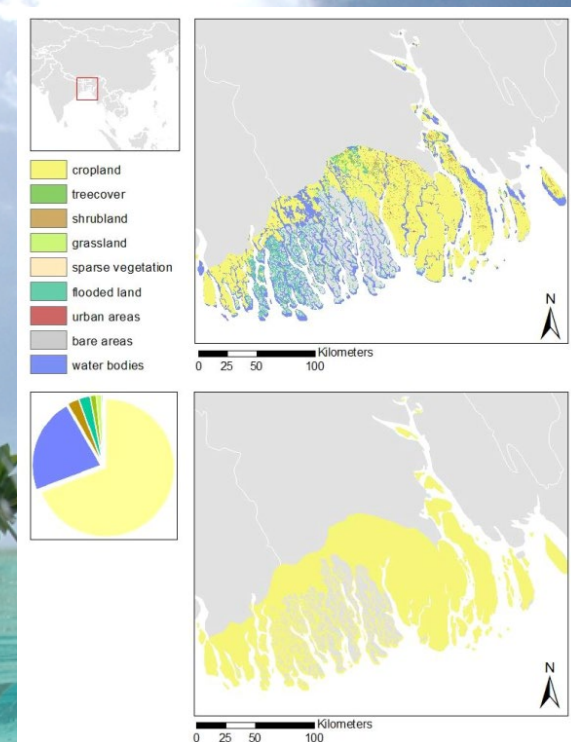 N
Kilometers
0 25 50 100
cropland
treecover
shrubland
grassland
sparse vegetation
flooded land
urban areas
bare areas
water bodies
N
Kilometers
0 25 50 100